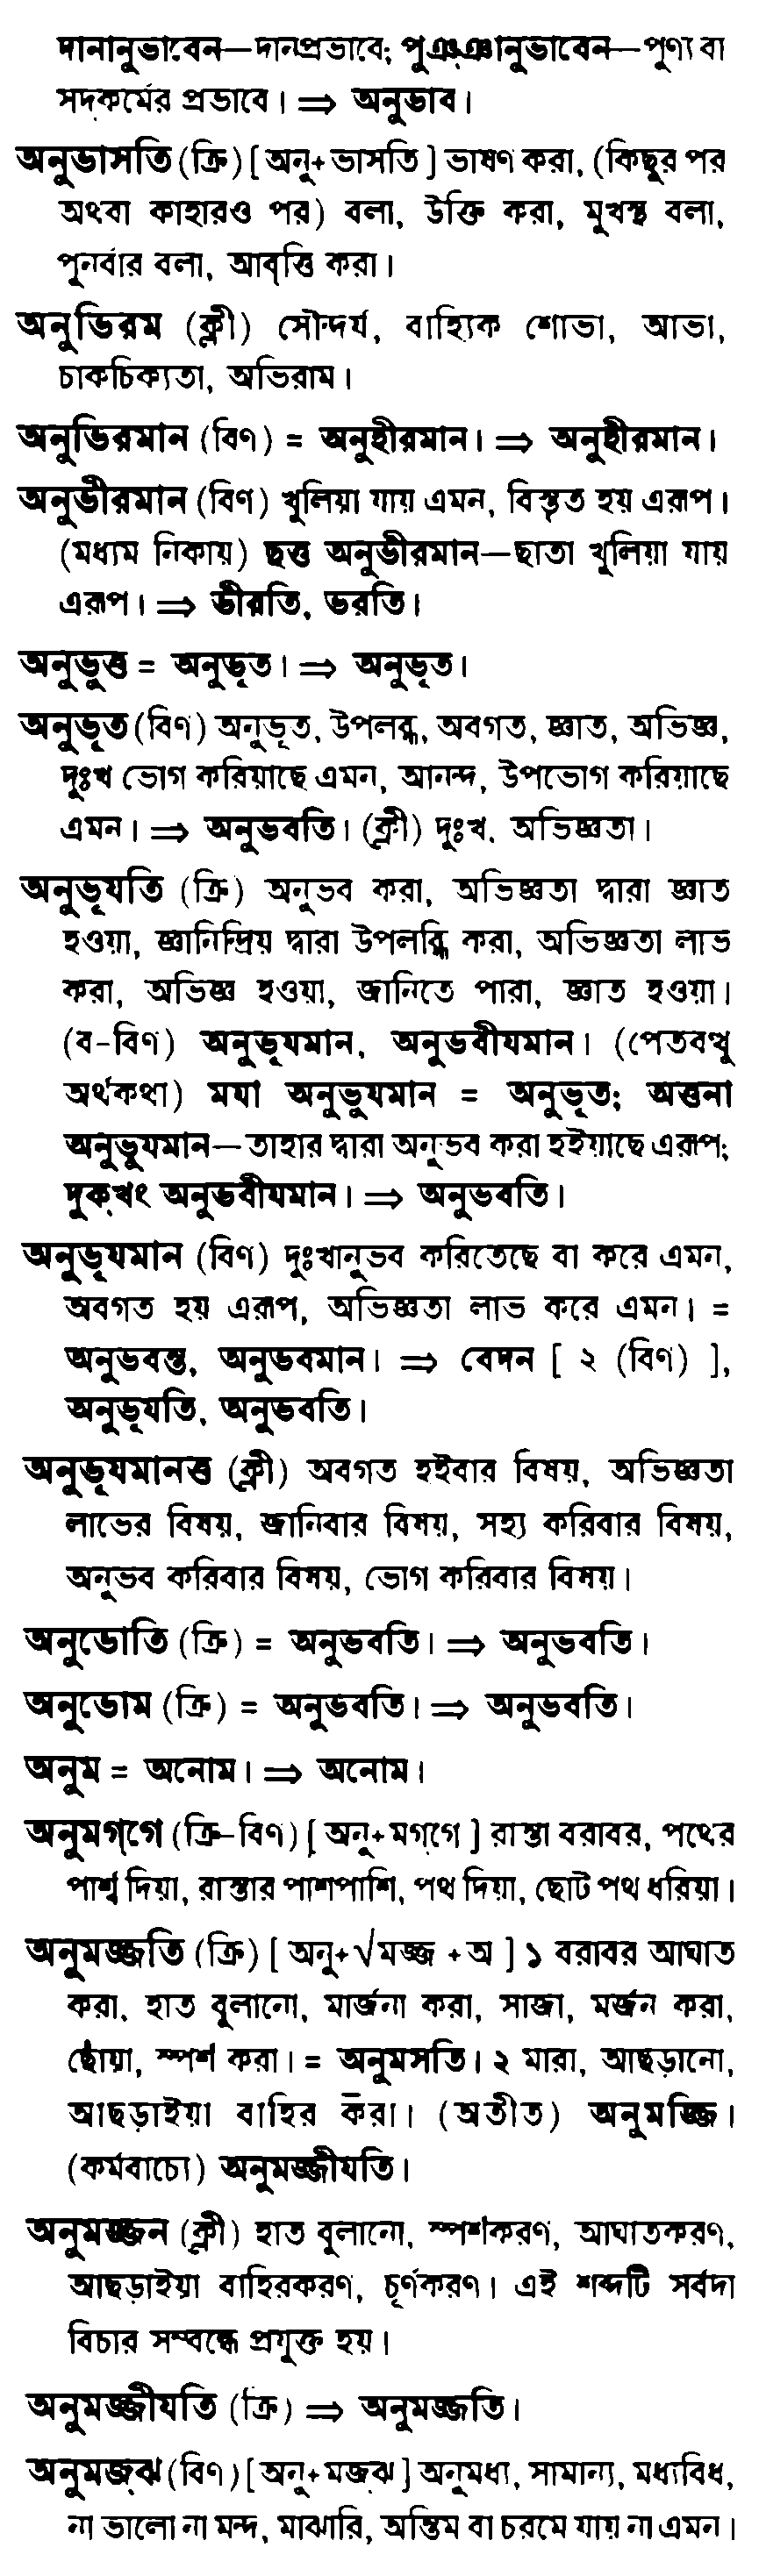 দানানুভাবেন—দানপ্রভাবে; পুঞ্ঞানুভাবেন—পুণ্য বা
সদকর্মের প্রভাবে। ⇒ অনুভাব।
অনুভাসতি (ক্রি) [ অনু+ ভাসতি ] ভাষণ করা, (কিছুর পর
অথবা কাহারও পর) বলা, উক্তি করা, মুখস্থ বলা,
পুনর্বার বলা, আবৃত্তি করা।
অনুভিরম (ক্লী) সৌন্দর্য, বাহ্যিক শোভা, আভা,
চাকচিক্যতা, অভিরাম।
অনুভিরমান (বিণ) = অনুহীরমান। ⇒ অনুহীরমান।
অনুভীরমান (বিণ) খুলিয়া যায় এমন, বিস্তৃত হয় এরূপ।
(মধ্যম নিকায়) ছত্ত অনুভীরমান—ছাতা খুলিয়া যায়
এরূপ। ⇒ ভীরতি, ভরতি।
অনুভুত্ত = অনুভূত। ⇒ অনুভূত।
অনুভূত (বিণ) অনুভূত, উপলব্ধ, অবগত, জ্ঞাত, অভিজ্ঞ,
দুঃখ ভোগ করিয়াছে এমন, আনন্দ, উপভোগ করিয়াছে
এমন। ⇒ অনুভবতি। (ক্লী) দুঃখ, অভিজ্ঞতা।
অনুভূযতি (ক্রি) অনুভব করা, অভিজ্ঞতা দ্বারা জ্ঞাত
হওয়া, জ্ঞানিন্দ্রিয় দ্বারা উপলব্ধি করা, অভিজ্ঞতা লাভ
করা, অভিজ্ঞ হওয়া, জানিতে পারা, জ্ঞাত হওয়া।
(ব-বিণ) অনুভূযমান, অনুভবীযমান। (পেতবত্থু
অর্থকথা) মযা অনুভূযমান = অনুভূত; অত্তনা
অনুভূযমান—তাহার দ্বারা অনুভব করা হইয়াছে এরূপ;
দুক্খং অনুভবীযমান। ⇒ অনুভবতি।
অনুভূযমান (বিণ) দুঃখানুভব করিতেছে বা করে এমন,
অবগত হয় এরূপ, অভিজ্ঞতা লাভ করে এমন। =
অনুভবন্ত, অনুভবমান। ⇒ বেদন [ ২ (বিণ) ],
অনুভূযতি, অনুভবতি।
অনুভূযমানত্ত (ক্লী) অবগত হইবার বিষয়, অভিজ্ঞতা
লাভের বিষয়, জানিবার বিষয়, সহ্য করিবার বিষয়,
অনুভব করিবার বিষয়, ভোগ করিবার বিষয়।
অনুভোতি (ক্রি) = অনুভবতি। ⇒ অনুভবতি।
অনুভোম (ক্রি) = অনুভবতি। ⇒ অনুভবতি।
অনুম = অনোম। ⇒ অনোম।
অনুমগ্গে (ক্রি-বিণ) [ অনু+ মগ্গে ] রাস্তা বরাবর, পথের
পার্শ্ব দিয়া, রাস্তার পাশপাশি, পথ দিয়া, ছোট পথ ধরিয়া।
অনুমজ্জতি (ক্রি) [ অনু+ √মজ্জ + অ ] ১ বরাবর আঘাত
করা, হাত বুলানো, মার্জনা করা, সাজা, মর্জন করা,
ছোঁয়া, স্পর্শ করা। = অনুমসতি। ২ মারা, আছড়ানো,
আছড়াইয়া বাহির করা। (অতীত) অনুমজ্জি।
(কর্মবাচ্যে) অনুমজ্জীযতি।
অনুমজ্জন (ক্লী) হাত বুলানো, স্পর্শকরণ, আঘাতকরণ,
আছড়াইয়া বাহিরকরণ, চূর্ণকরণ। এই শব্দটি সর্বদা
বিচার সম্বন্ধে প্রযুক্ত হয়।
অনুমজ্জীযতি (ক্রি) ⇒ অনুমজ্জতি।
অনুমজ্ঝ (বিণ) [ অনু+ মজ্ঝ ] অনুমধ্য, সামান্য, মধ্যবিধ,
না ভালো না মন্দ, মাঝারি, অন্তিম বা চরমে যায় না এমন।